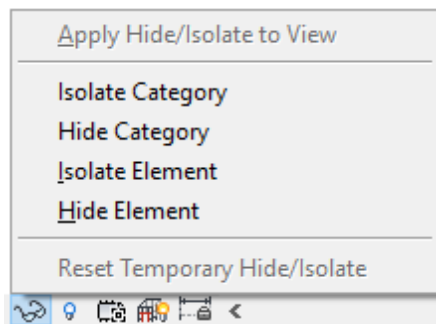 Apply Hide/Isolate to View
Isolate Category
Hide Category
Isolate Element
Hide Element
Reset Temporary Hide/Isolate